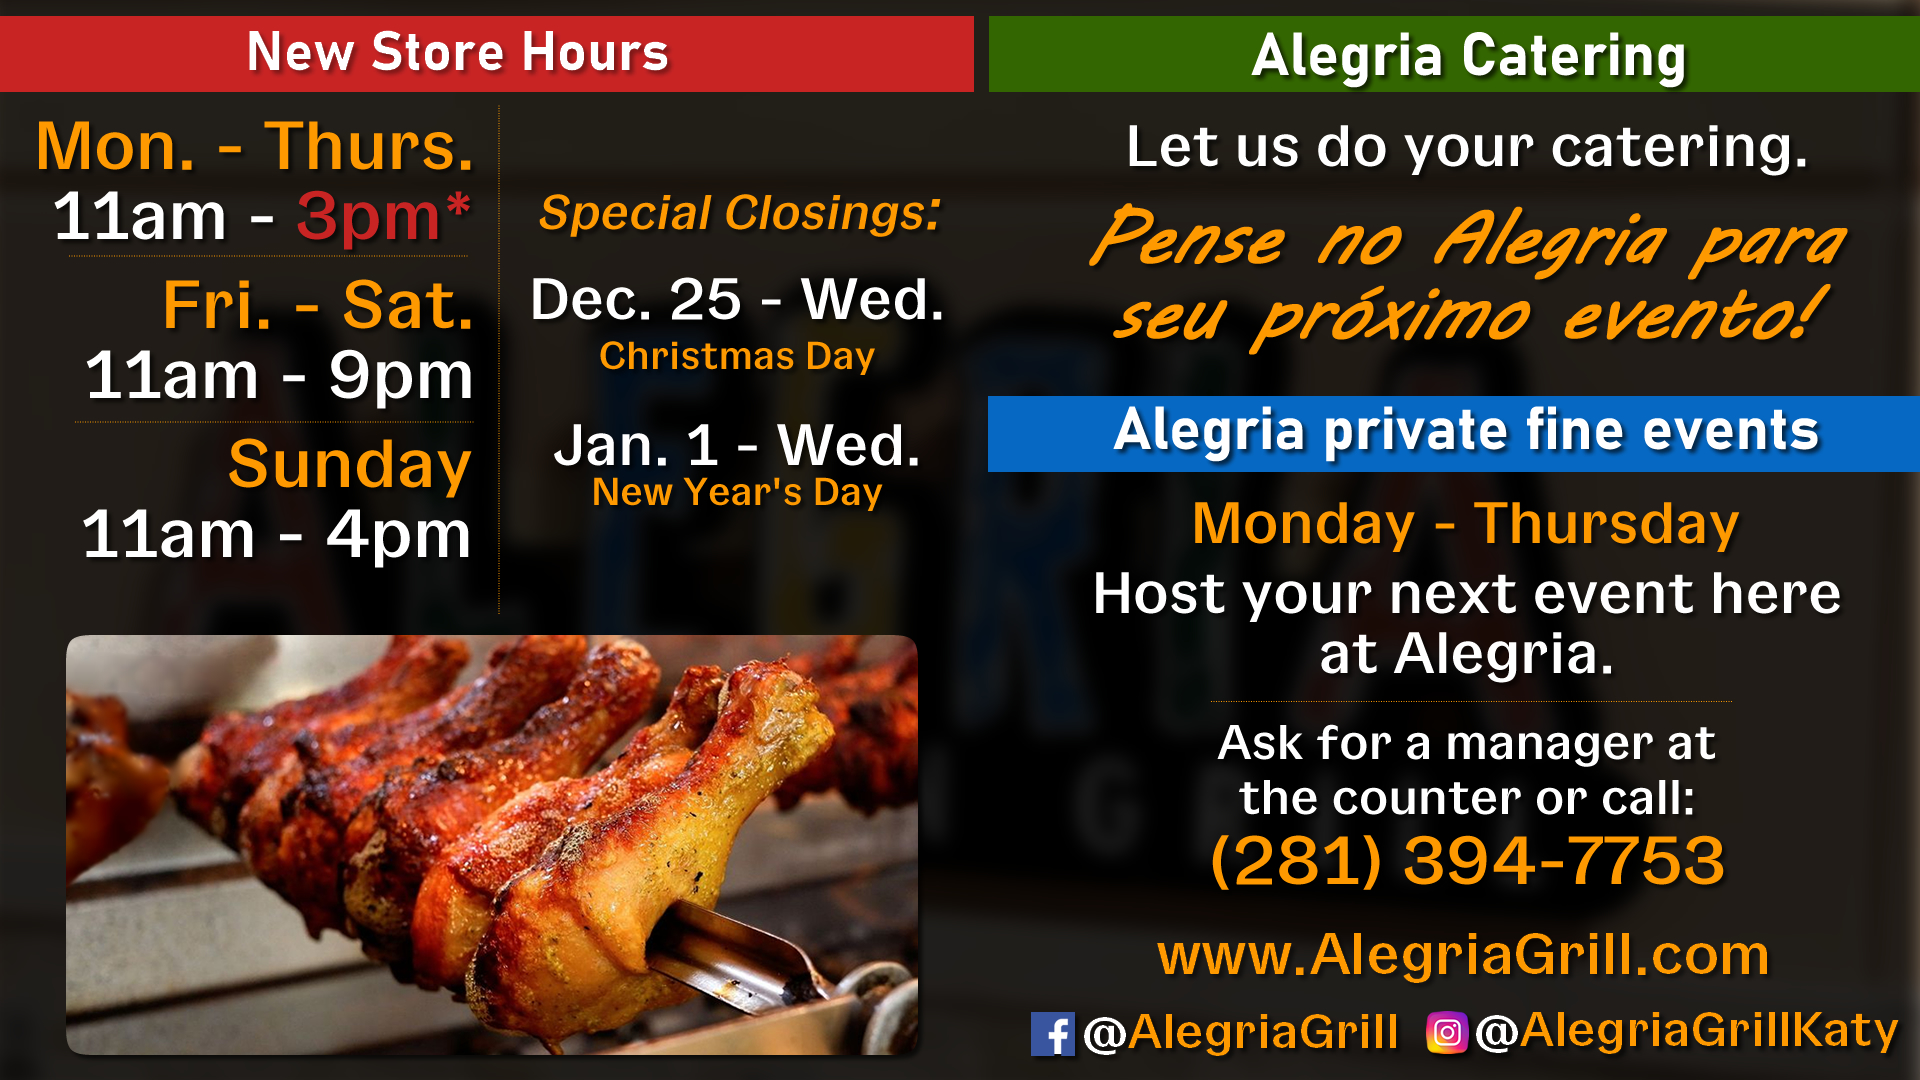 New Store Hours
Mon. - Thurs.
11am - 3pm*
Fri. - Sat.
11am - 9pm
Sunday
11am - 4pm
Special Closings:
Dec. 25 - Wed.
Christmas Day
Jan. 1 - Wed.
New Year's Day
Alegria Catering
Let us do your catering.
Pense no Alegria para
seu próximo evento!
Alegria private fine events
Monday - Thursday
Host your next event here
at Alegria.
Ask for a manager at
the counter or call:
(281) 394-7753
www.AlegriaGrill.com
@AlegriaGrill @AlegriaGrillKaty
ALEGRIA